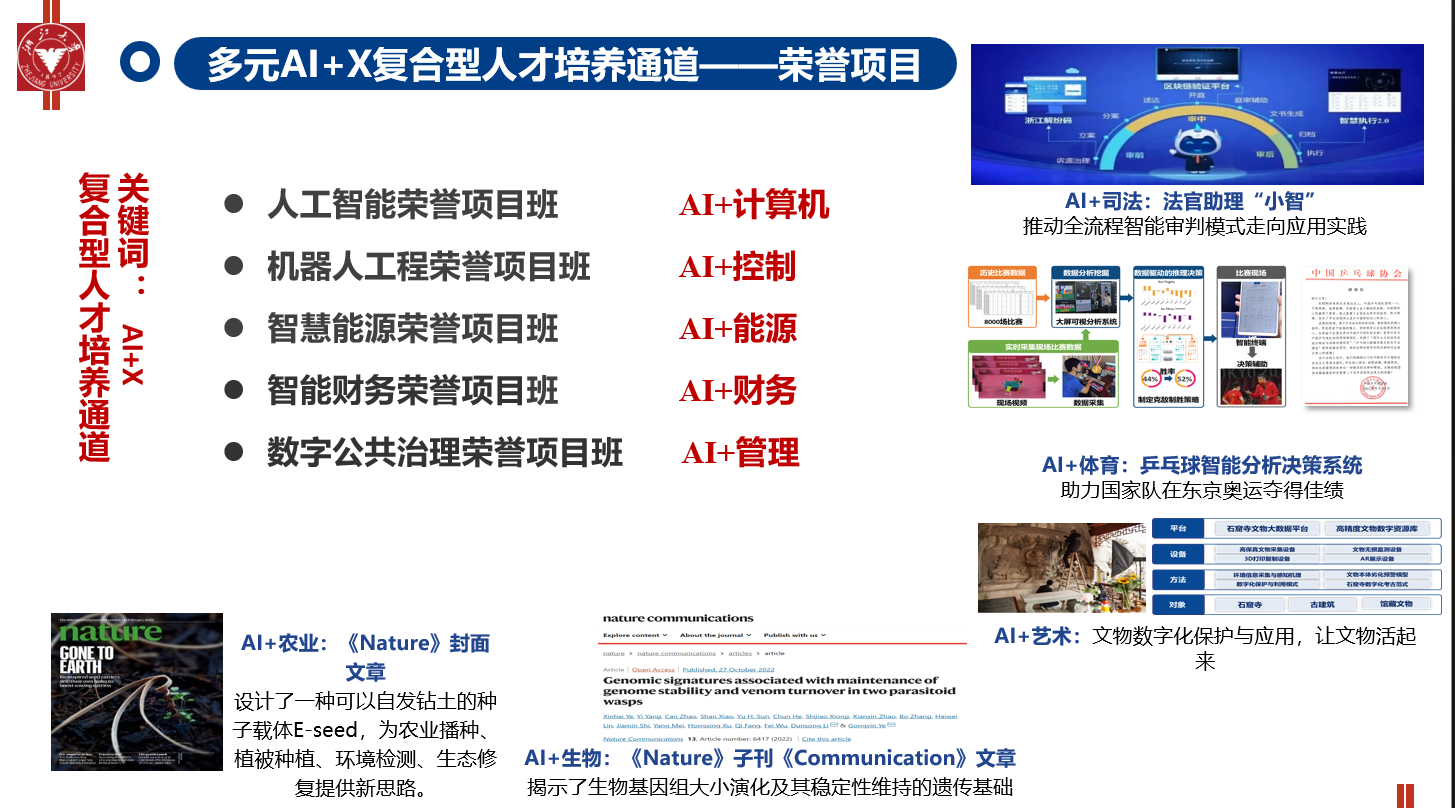 浙江大学
ZHEJIANG UNIVERSITY
1897
多元AI+X复合型人才培养通道——荣誉项目
关键词：AI+X
复合型人才培养通道
● 人工智能荣誉项目班 AI+计算机
● 机器人工程荣誉项目班 AI+控制
● 智慧能源荣誉项目班 AI+能源
● 智能财务荣誉项目班 AI+财务
● 数字公共治理荣誉项目班 AI+管理
区块链验证平台
浙江解纷码
智慧执行2.0
诉源治理
立案
分案
送达
开庭
庭审辅助
文书生成
归档
执行
审前
审中
审后
AI+司法：法官助理“小智”
推动全流程智能审判模式走向应用实践
历史比赛数据
8000场比赛
数据分析挖掘
大屏可视分析系统
数据驱动的推理决策
胜率
44%
52%
制定克敌制胜策略
比赛现场
智能终端
决策辅助
实时采集现场比赛数据
现场视频
数据采集
中国乒乓球协会
AI+体育：乒乓球智能分析决策系统
助力国家队在东京奥运夺得佳绩
平台 石窟寺文物大数据平台 高精度文物数字资源库
设备 高保真文物采集设备 文物无损监测设备
3D打印复制设备 AR展示设备
方法 环境信息采集与感知机理 文物本体劣化预警模型
数字化保护与利用模式 石窟寺数字化考古范式
对象 石窟寺 古建筑 馆藏文物
AI+艺术：文物数字化保护与应用，让文物活起
来
nature
GONE TO
EARTH
AI+农业：《Nature》封面
文章
设计了一种可以自发钻土的种
子载体E-seed，为农业播种、
植被种植、环境检测、生态修
复提供新思路。
nature communications
Explore content About the journal Publish with us
nature > nature communications > articles > article
Article | Open Access | Published: 27 October 2022
Genomic signatures associated with maintenance of
genome stability and venom turnover in two parasitoid
wasps
Xinhai Ye, Yi Yang, Can Zhao, Shan Xiao, Yu H. Sun, Chun He, Shijiao Xiong, Xianxin Zhao, Bo Zhang, Haiwei
Lin, Jiamin Shi, Yang Mei, Hongxing Xu, Qi Fang, Fei Wu, Dunsong Li & Gongyin Ye
Nature Communications 13, Article number: 6417 (2022) | Cite this article
AI+生物：《Nature》子刊《Communication》文章
揭示了生物基因组大小演化及其稳定性维持的遗传基础